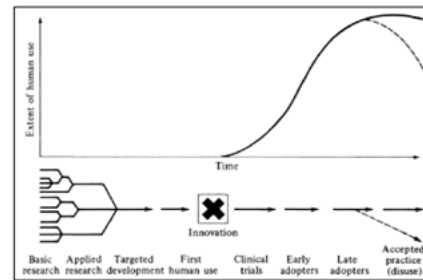 Extent of human use
Time
Innovation
Basic research
Applied research
Targeted development
First human use
Clinical trials
Early adopters
Late adopters
Accepted practice (disuse)